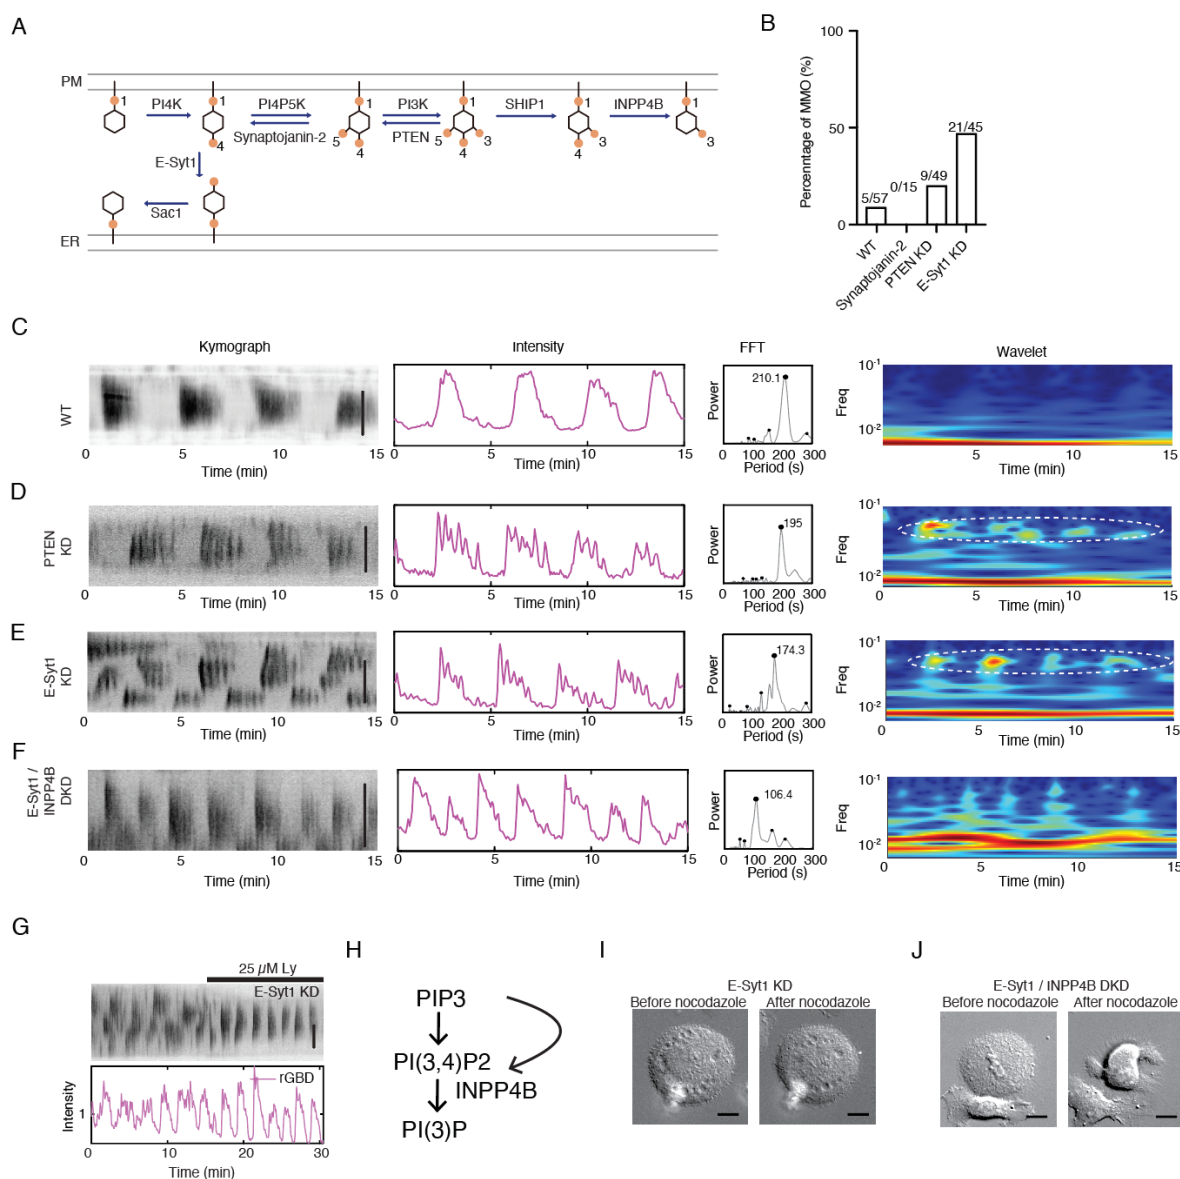 A
PM
1
PI4K
1
4
PI4P5K
Synaptojanin-2
1
5
4
PI3K
PTEN
1
5
4
3
SHIP1
1
4
3
INPP4B
1
3
E-Syt1
Sac1
ER
B
Percenntage of MMO (%)
100
50
0
5/57
0/15
9/49
21/45
WT
Synaptojanin-2
PTEN KD
E-Syt1 KD
C
Kymograph
Intensity
FFT
Wavelet
WT
0 5 10 15
Time (min)
0 5 10 15
Time (min)
Power
210.1
0 100 200 300
Period (s)
Freq
10-1
10-2
0 5 10 15
Time (min)
D
PTEN
KD
0 5 10 15
Time (min)
0 5 10 15
Time (min)
Power
195
0 100 200 300
Period (s)
Freq
10-1
10-2
0 5 10 15
Time (min)
E
E-Syt1
KD
0 5 10 15
Time (min)
0 5 10 15
Time (min)
Power
174.3
0 100 200 300
Period (s)
Freq
10-1
10-2
0 5 10 15
Time (min)
F
E-Syt1 /
INPP4B
DKD
0 5 10 15
Time (min)
0 5 10 15
Time (min)
Power
106.4
0 100 200 300
Period (s)
Freq
10-1
10-2
0 5 10 15
Time (min)
G
25 µM Ly
E-Syt1 KD
Intensity
1
rGBD
0 10 20 30
Time (min)
H
PIP3
PI(3,4)P2
INPP4B
PI(3)P
I
E-Syt1 KD
Before nocodazole After nocodazole
J
E-Syt1 / INPP4B DKD
Before nocodazole After nocodazole